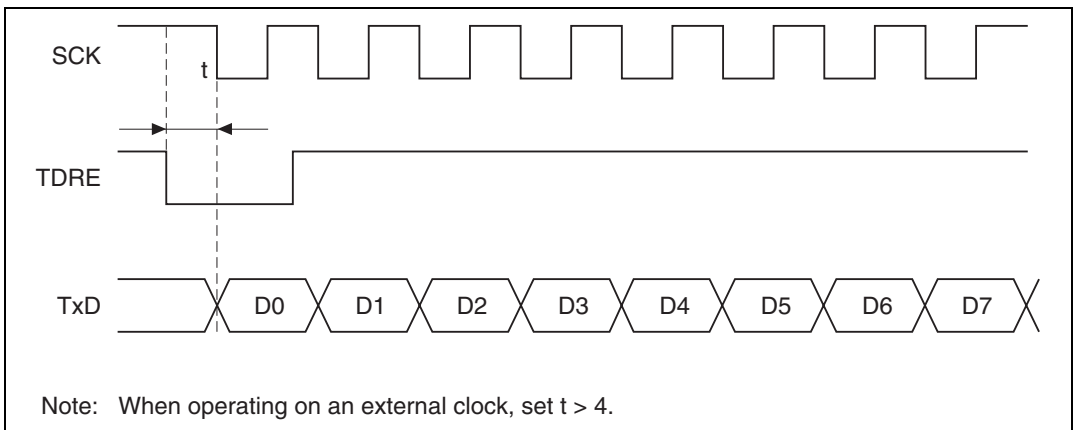 SCK
t
TDRE
TxD D0 D1 D2 D3 D4 D5 D6 D7
Note: When operating on an external clock, set t > 4.